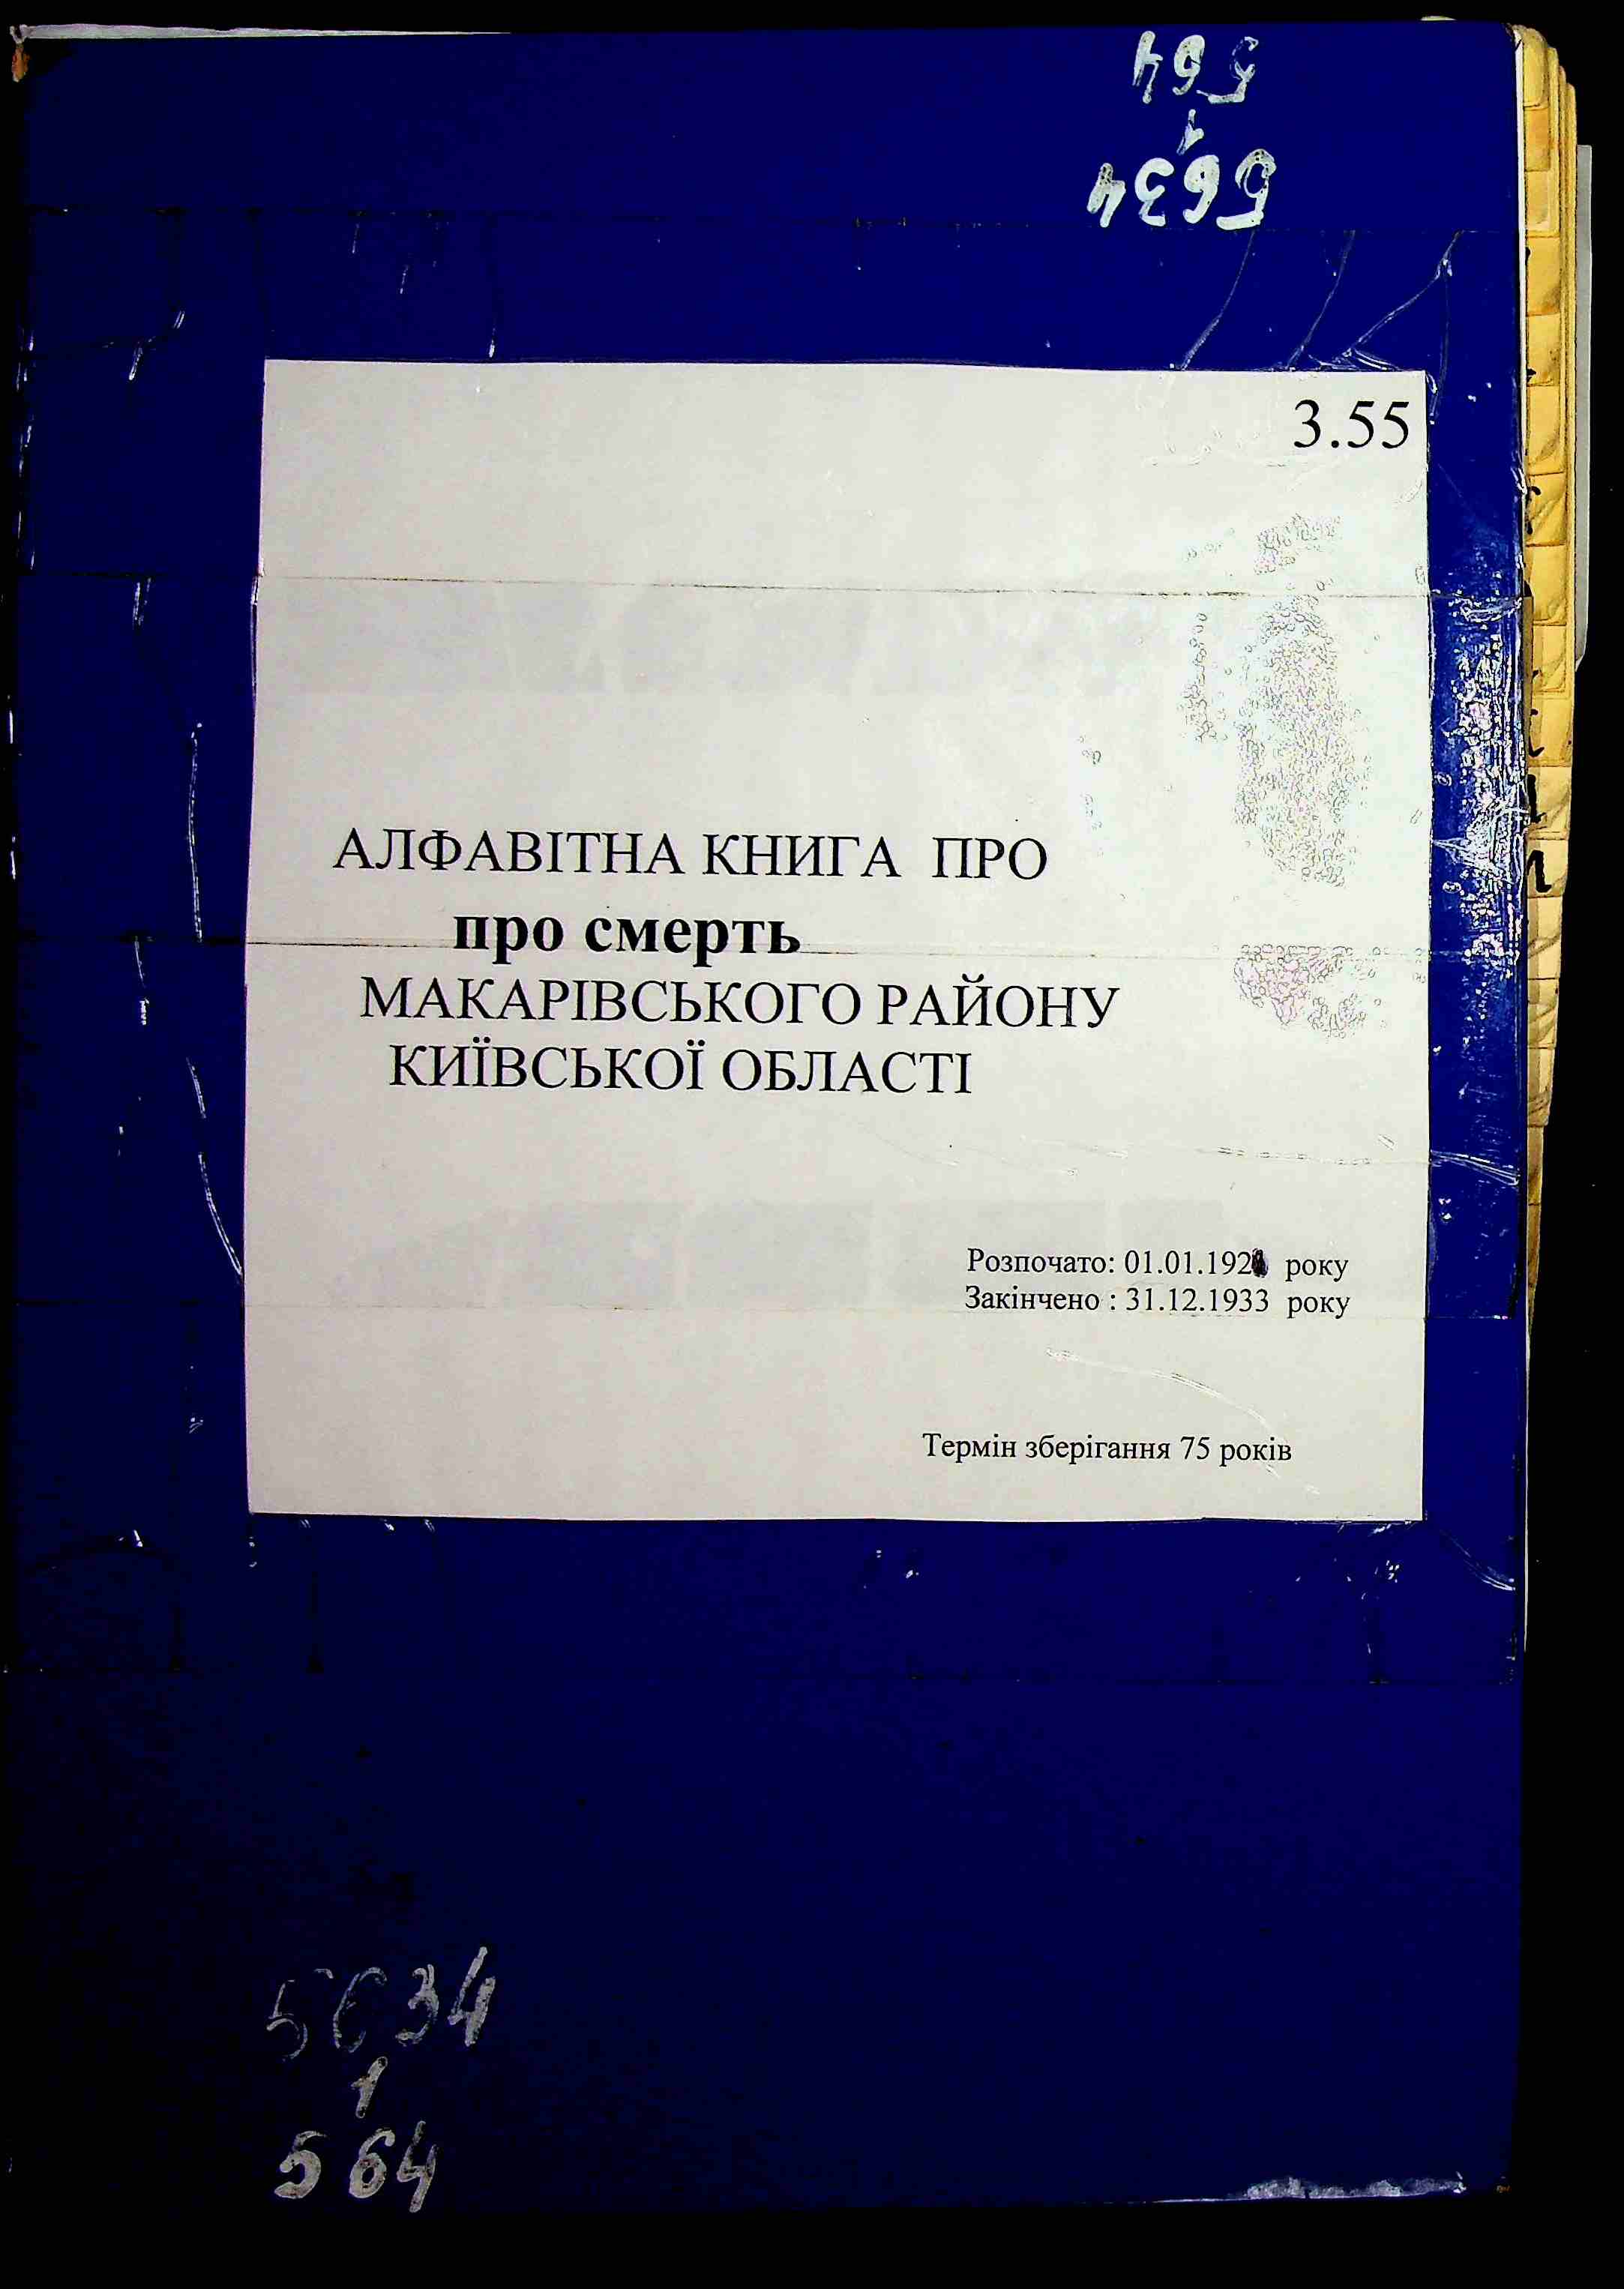 564
1
5634
3.55
АЛФАВІТНА КНИГА ПРО
про смерть
МАКАРІВСЬКОГО РАЙОНУ
КИЇВСЬКОЇ ОБЛАСТІ
Розпочато: 01.01.192 року
Закінчено : 31.12.1933 року
Термін зберігання 75 років
5634
1
564